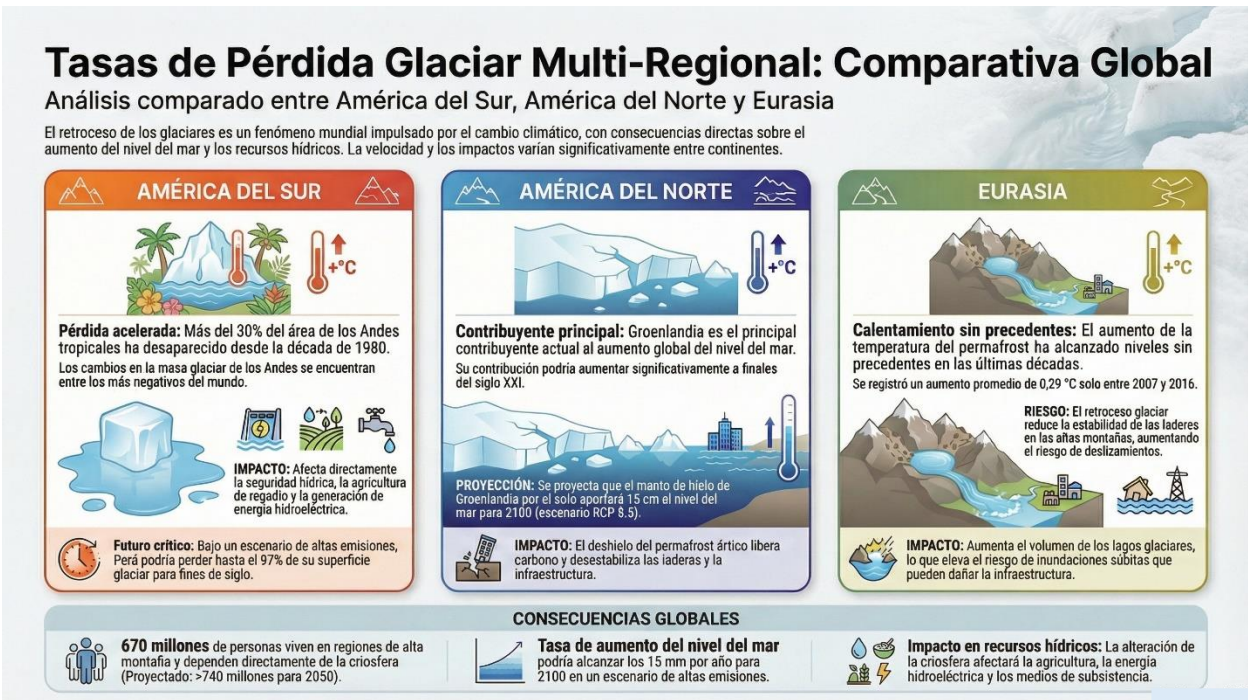 Tasas de Pérdida Glaciar Multi-Regional: Comparativa Global
Análisis comparado entre América del Sur, América del Norte y Eurasia
El retroceso de los glaciares es un fenómeno mundial impulsado por el cambio climático, con consecuencias directas sobre el
aumento del nivel del mar y los recursos hídricos. La velocidad y los impactos varían significativamente entre continentes.
AMÉRICA DEL SUR
+°C
Pérdida acelerada: Más del 30% del área de los Andes
tropicales ha desaparecido desde la década de 1980.
Los cambios en la masa glaciar de los Andes se encuentran
entre los más negativos del mundo.
IMPACTO: Afecta directamente
la seguridad hídrica, la agricultura
de regadío y la generación de
energía hidroeléctrica.
Futuro crítico: Bajo un escenario de altas emisiones,
Perá podría perder hasta el 97% de su superficie
glaciar para fines de siglo.
AMÉRICA DEL NORTE
+°C
Contribuyente principal: Groenlandia es el principal
contribuyente actual al aumento global del nivel del mar.
Su contribución podría aumentar significativamente a finales
del siglo XXI.
PROYECCIÓN: Se proyecta que el manto de hielo de
Groenlandia por el solo aporfará 15 cm el nivel del
mar para 2100 (escenario RCP 8.5).
IMPACTO: El deshielo del permafrost ártico libera
carbono y desestabiliza las iaderas y la
infraestructura.
EURASIA
+°C
Calentamiento sin precedentes: El aumento de la
temperatura del permafrost ha alcanzado niveles sin
precedentes en las últimas décadas.
Se registró un aumento promedio de 0,29 °C solo entre 2007 y 2016.
RIESGO: El retroceso glaciar
reduce la estabilidad de las laderes
en las añas montañas, aumentando
el riesgo de deslizamientos.
IMPACTO: Aumenta el volumen de los lagos glaciares,
lo que eleva el riesgo de inundaciones súbitas que
pueden dañar la infraestructura.
CONSECUENCIAS GLOBALES
670 millones de personas viven en regiones de alta
montafia y dependen directamente de la criosfera
(Proyectado: >740 millones para 2050).
Tasa de aumento del nivel del mar
podría alcanzar los 15 mm por año para
2100 en un escenario de altas emisiones.
Impacto en recursos hídricos: La alteración de
la criosfera afectará la agricultura, la energía
hidroeléctrica y los medios de subsistencia.